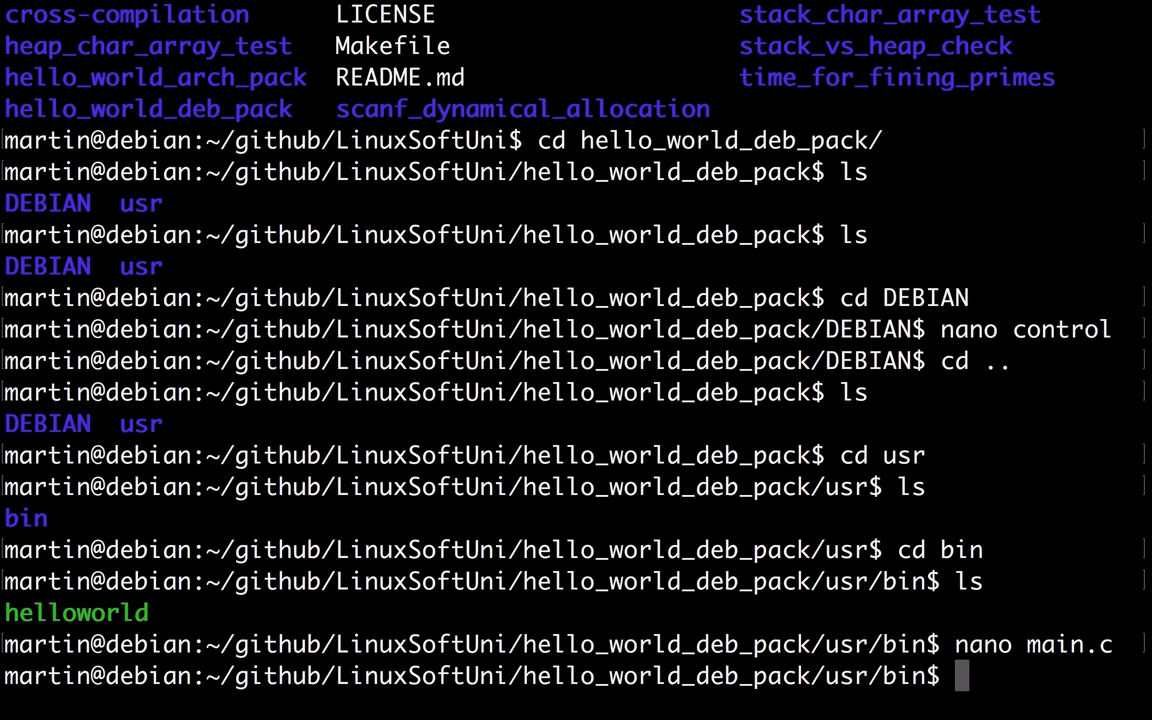 cross-compilation LICENSE stack_char_array_test
heap_char_array_test Makefile stack_vs_heap_check
hello_world_arch_pack README.md time_for_fining_primes
hello_world_deb_pack scanf_dynamical_allocation
martin@debian:~/github/LinuxSoftUni$ cd hello_world_deb_pack/
martin@debian:~/github/LinuxSoftUni/hello_world_deb_pack$ ls
DEBIAN usr
martin@debian:~/github/LinuxSoftUni/hello_world_deb_pack$ ls
DEBIAN usr
martin@debian:~/github/LinuxSoftUni/hello_world_deb_pack$ cd DEBIAN
martin@debian:~/github/LinuxSoftUni/hello_world_deb_pack/DEBIAN$ nano control
martin@debian:~/github/LinuxSoftUni/hello_world_deb_pack/DEBIAN$ cd ..
martin@debian:~/github/LinuxSoftUni/hello_world_deb_pack$ ls
DEBIAN usr
martin@debian:~/github/LinuxSoftUni/hello_world_deb_pack$ cd usr
martin@debian:~/github/LinuxSoftUni/hello_world_deb_pack/usr$ ls
bin
martin@debian:~/github/LinuxSoftUni/hello_world_deb_pack/usr$ cd bin
martin@debian:~/github/LinuxSoftUni/hello_world_deb_pack/usr/bin$ ls
helloworld
martin@debian:~/github/LinuxSoftUni/hello_world_deb_pack/usr/bin$ nano main.c
martin@debian:~/github/LinuxSoftUni/hello_world_deb_pack/usr/bin$